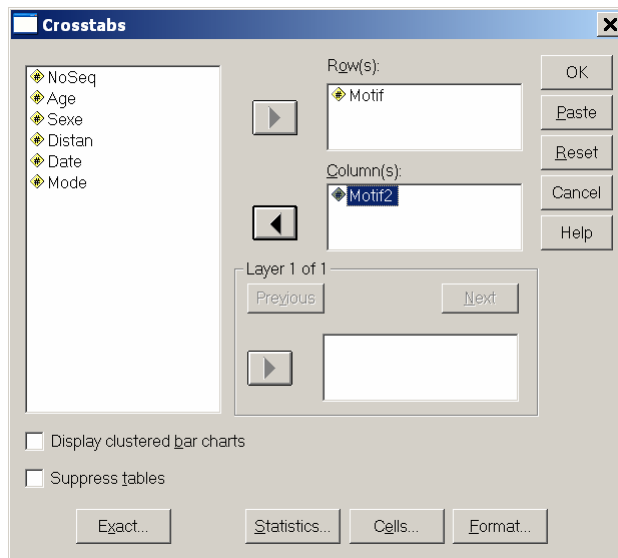 Crosstabs
NoSeq
Age
Sexe
Distan
Date
Mode
Row(s):
Motif
Column(s):
Motif2
Layer 1 of 1
Previous
Next
OK
Paste
Reset
Cancel
Help
Display clustered bar charts
Suppress tables
Exact...
Statistics...
Cells...
Format...